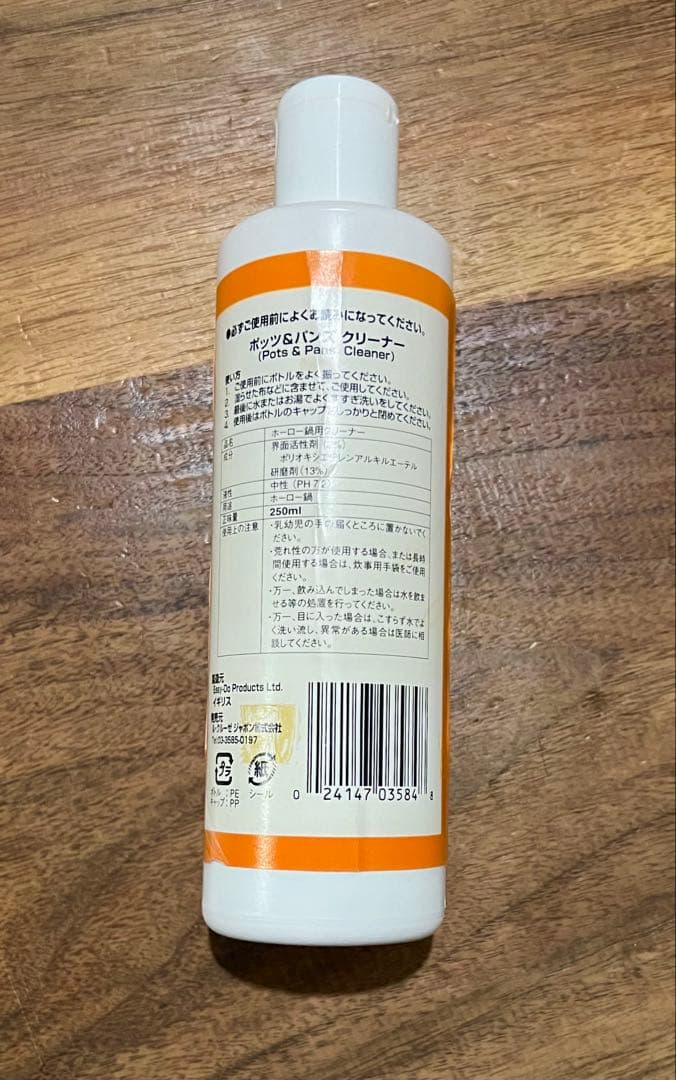 ●必ずご使用前によくお読みになってください。
ポッツ&パンズ クリーナー
(Pots & Pans Cleaner)
使い方
1. ご使用前にボトルをよく振ってください。
2. 湿らせた布などに含ませて、ご使用してください。
3. 最後に水またはお湯でよくすすぎ洗いをしてください。
4. 使用後はボトルのキャップをしっかりと閉めてください。
品名 ホーロー鍋用クリーナー
成分 界面活性剤
ポリオキシエチレンアルキルエーテル
研磨剤(13%)
液性 中性(PH 7.2)
用途 ホーロー鍋
正味量 250ml
使用上の注意 ・乳幼児の手の届くところに置かないでく
ださい。
・荒れ性の方が使用する場合、または長時
間使用する場合は、炊事用手袋をご使用
ください。
・万一、飲み込んでしまった場合は水を飲ま
せる等の処置を行ってください。
・万一、目に入った場合は、こすらず水でよ
く洗い流し、異常がある場合は医師に相
談してください。
製造元
Easy-Do Products Ltd.
イギリス
発売元
ル・クルーゼ ジャポン株式会社
Tel:03-3585-0197
プラ 紙
ボトル:PE シール
キャップ:PP
0 24147 03584 8